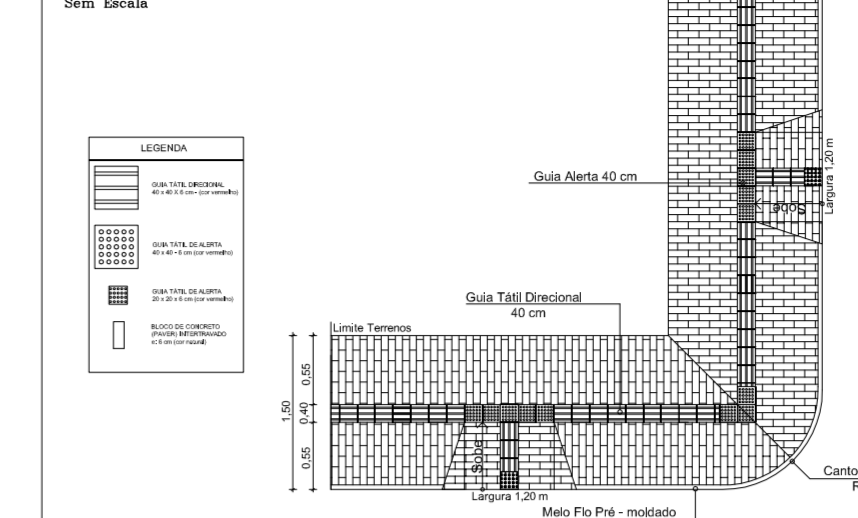 Sem Escala
LEGENDA
GUIA TÁTIL DIRECIONAL
40 x 40 X 6 cm - (cor vermelho)
GUIA TÁTIL DE ALERTA
40 x 40 - 6 cm (cor vermelho)
GUIA TÁTIL DE ALERTA
20 x 20 x 6 cm (cor vermelho)
BLOCO DE CONCRETO
(PAVER) INTERTRAVADO
e: 6 cm (cor natural)
Guia Alerta 40 cm
Sobe
Largura 1,20 m
Guia Tátil Direcional
40 cm
Limite Terrenos
1,50
0,55
0,40
0,55
Sobe
Largura 1,20 m
Canto
R
Meio Fio Pré - moldado